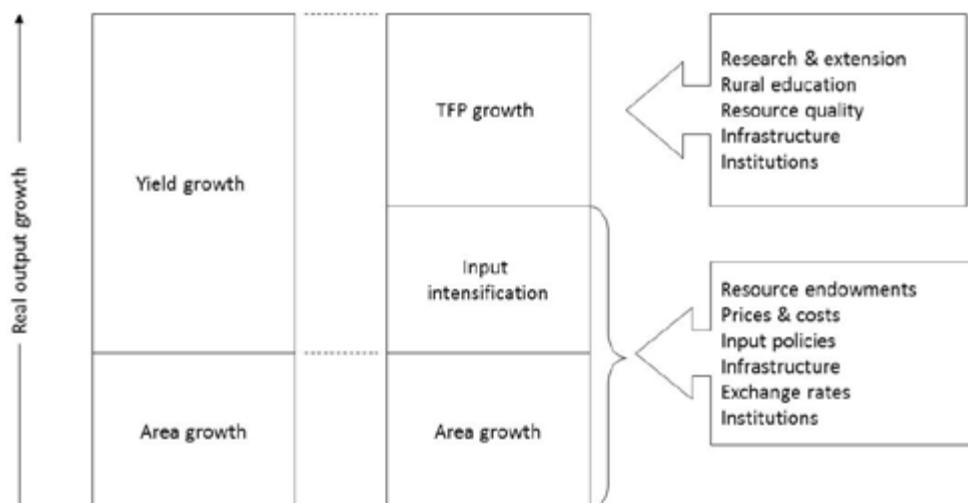 Real output growth
Yield growth
Area growth
TFP growth
Input
intensification
Area growth
Research & extension
Rural education
Resource quality
Infrastructure
Institutions
Resource endowments
Prices & costs
Input policies
Infrastructure
Exchange rates
Institutions